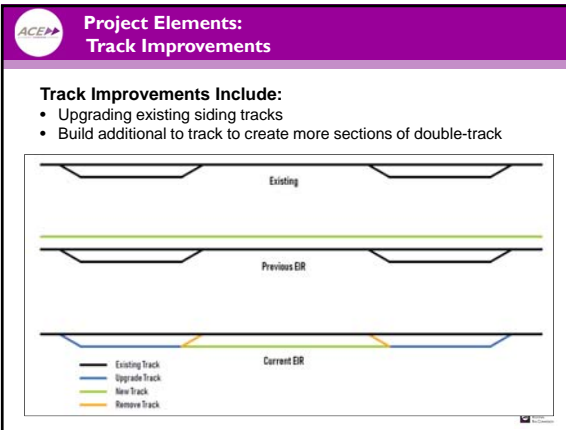 ACE
Project Elements:
Track Improvements
Track Improvements Include:
• Upgrading existing siding tracks
• Build additional to track to create more sections of double-track
Existing
Previous EIR
Current EIR
Existing Track
Upgrade Track
New Track
Remove Track